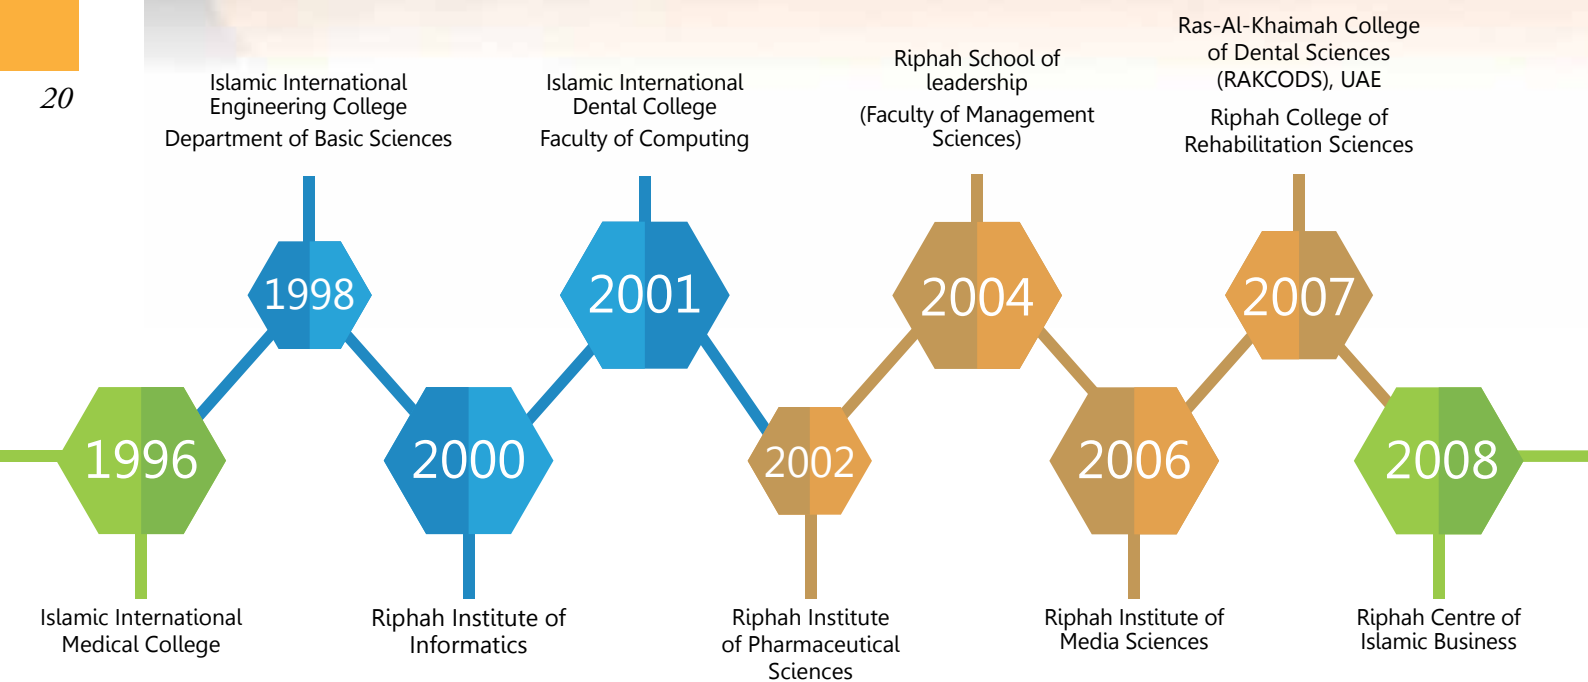 20
Islamic International
Engineering College
Department of Basic Sciences
Islamic International
Dental College
Faculty of Computing
Riphah School of
leadership
(Faculty of Management
Sciences)
Ras-Al-Khaimah College
of Dental Sciences
(RAKCODS), UAE
Riphah College of
Rehabilitation Sciences
1998
2001
2004
2007
1996
2000
2002
2006
2008
Islamic International
Medical College
Riphah Institute of
Informatics
Riphah Institute
of Pharmaceutical
Sciences
Riphah Institute of
Media Sciences
Riphah Centre of
Islamic Business